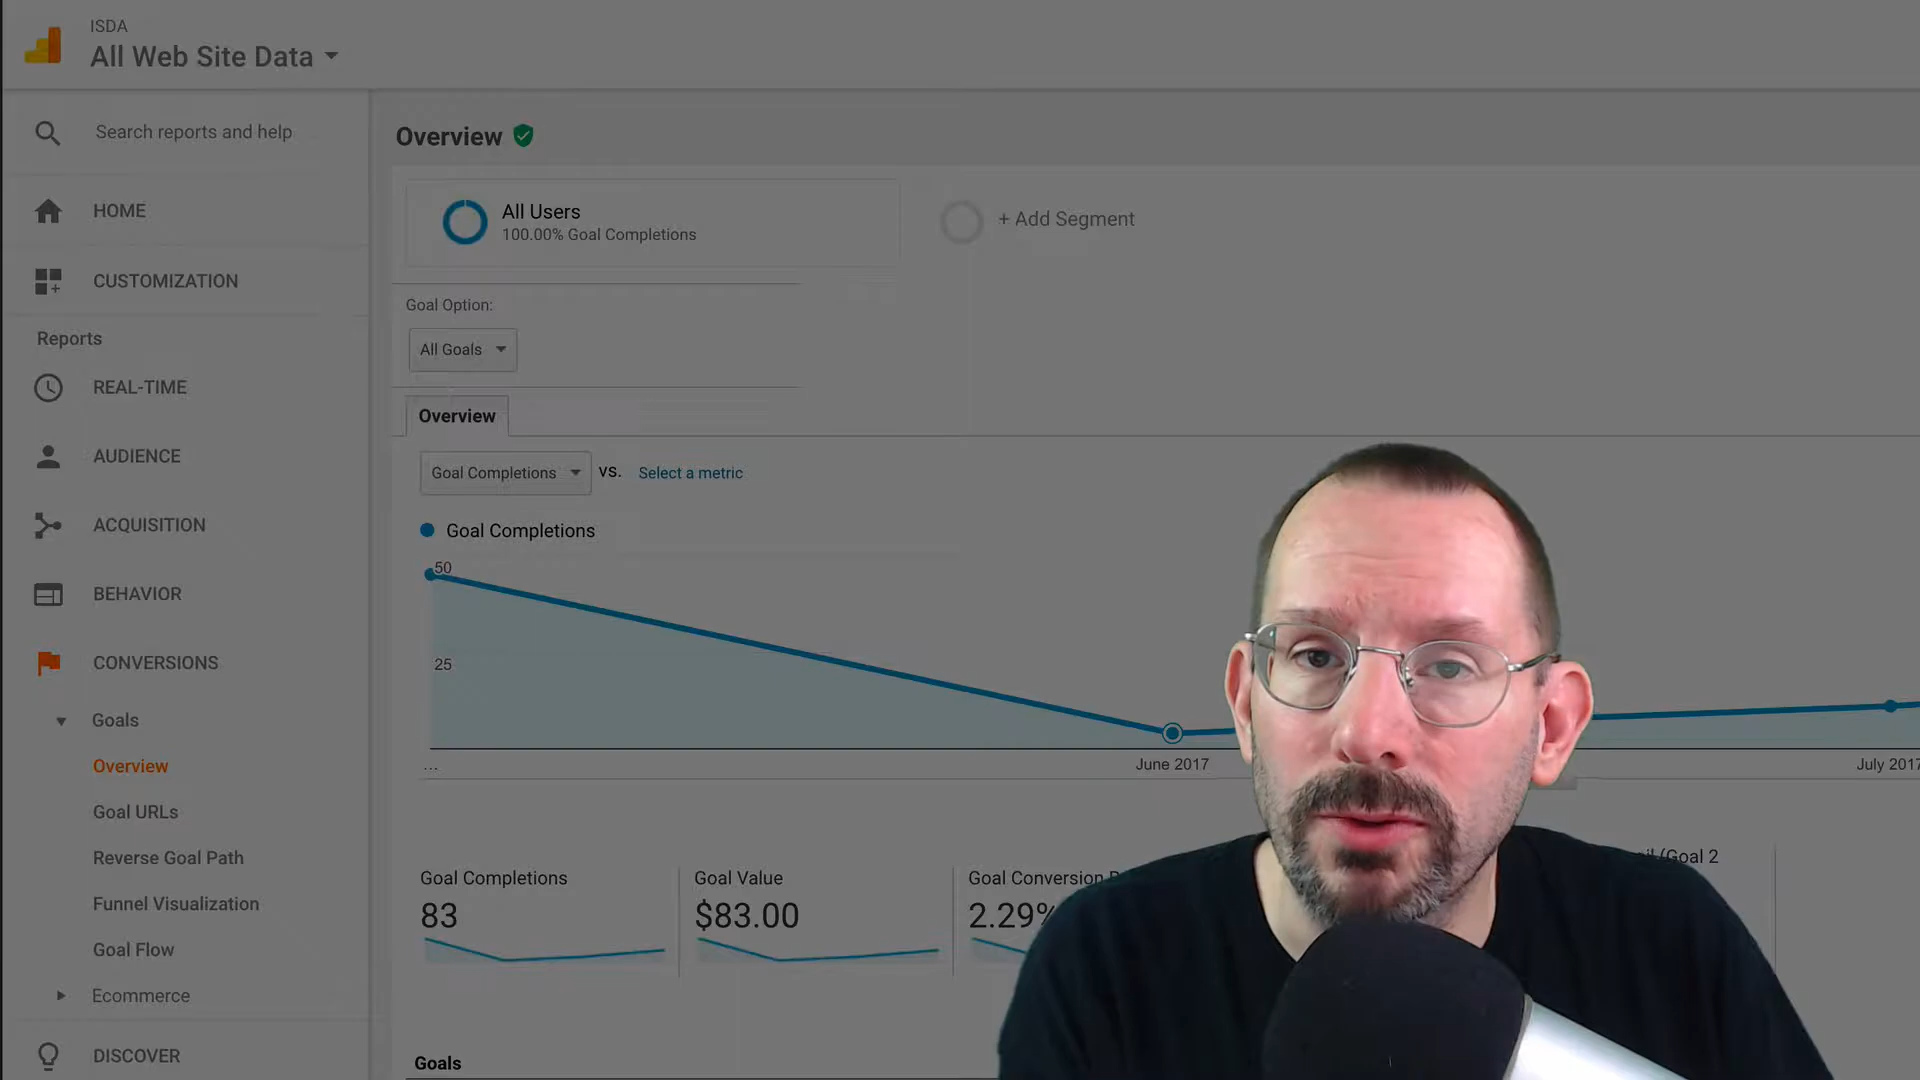 ISDA
All Web Site Data
Search reports and help
HOME
CUSTOMIZATION
Reports
REAL-TIME
AUDIENCE
ACQUISITION
BEHAVIOR
CONVERSIONS
Goals
Overview
Goal URLs
Reverse Goal Path
Funnel Visualization
Goal Flow
Ecommerce
DISCOVER
Overview
All Users
100.00% Goal Completions
+ Add Segment
Goal Option:
All Goals
Overview
Goal Completions vs. Select a metric
Goal Completions
50
25
...
June 2017
July 2017
Goal Completions
83
Goal Value
$83.00
Goal Conversion
2.29%
(Goal 2
Goals